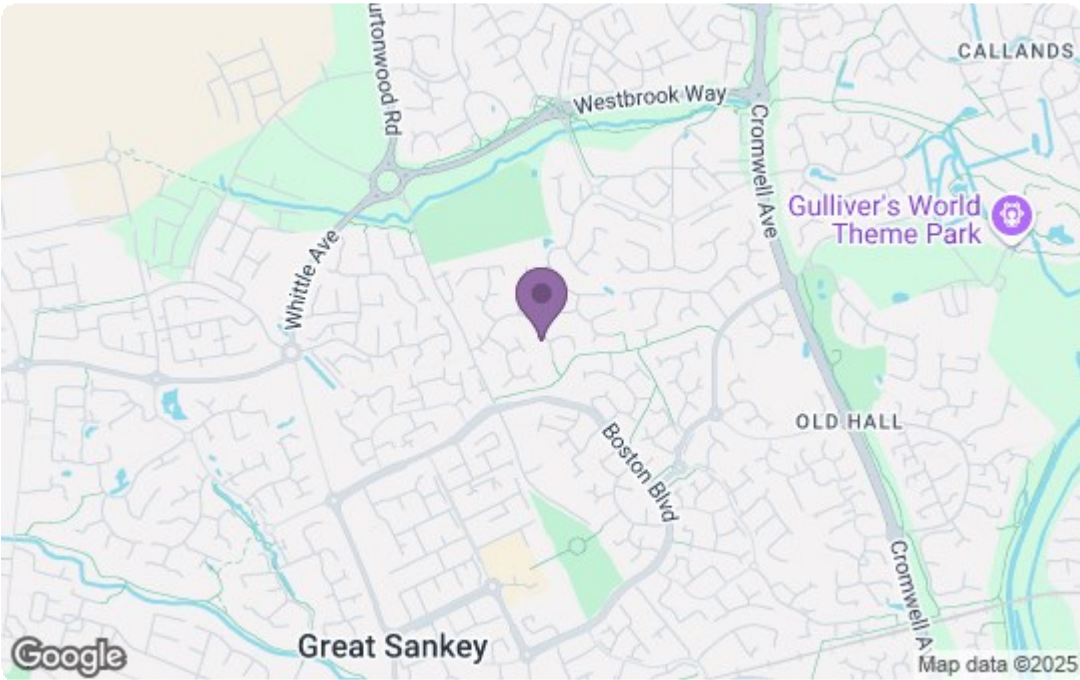 urtonwood Rd
CALLANDS
Westbrook Way
Cromwell Ave
Gulliver's World
Theme Park
Whittle Ave
OLD HALL
Boston Blvd
Cromwell A
Great Sankey
Google
Map data ©2025